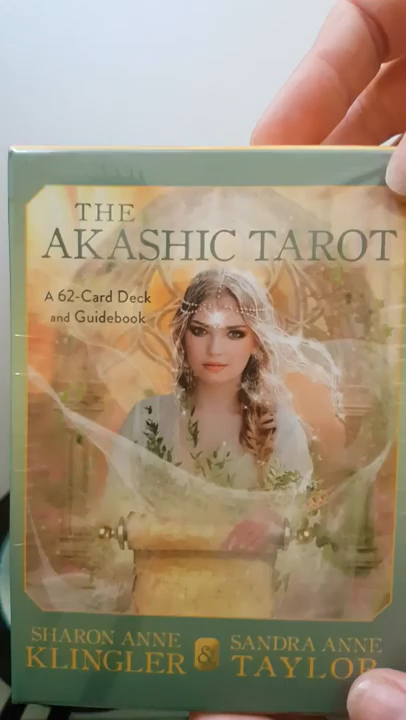 THE
AKASHIC TAROT
A 62-Card Deck
and Guidebook
SHARON ANNE
KLINGLER
&
SANDRA ANNE
TAYLOR